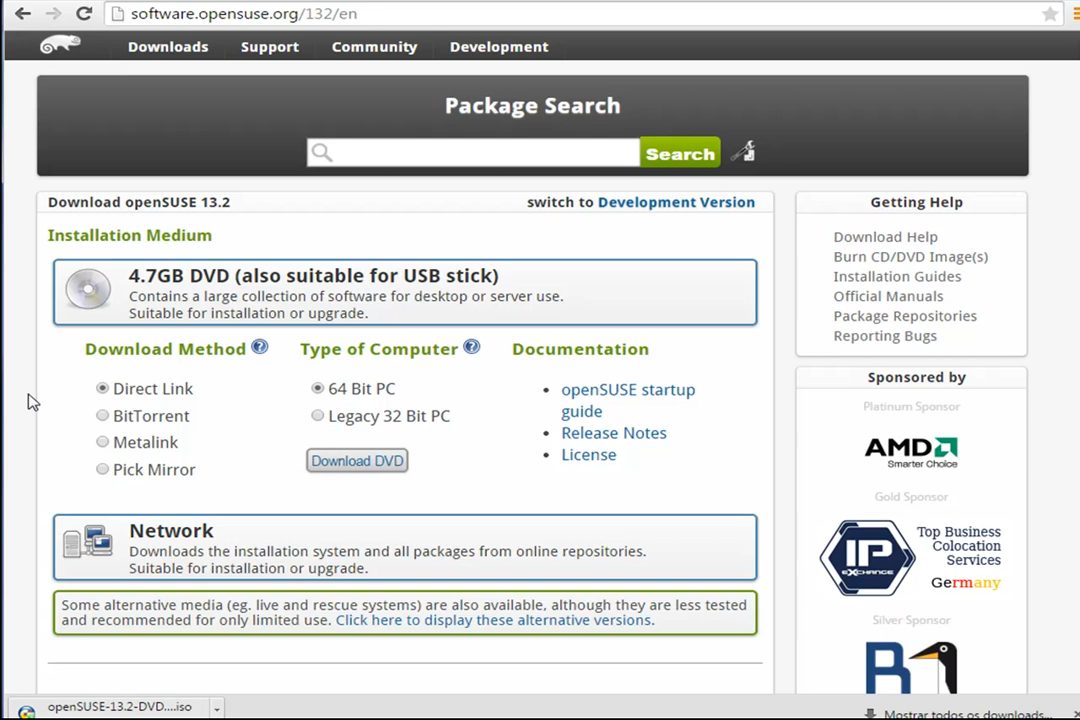 software.opensuse.org/132/en
Downloads Support Community Development
Package Search
Search
Download openSUSE 13.2
switch to Development Version
Installation Medium
4.7GB DVD (also suitable for USB stick)
Contains a large collection of software for desktop or server use.
Suitable for installation or upgrade.
Download Method
Direct Link
BitTorrent
Metalink
Pick Mirror
Type of Computer
64 Bit PC
Legacy 32 Bit PC
Download DVD
Documentation
openSUSE startup
guide
Release Notes
License
Network
Downloads the installation system and all packages from online repositories.
Suitable for installation or upgrade.
Some alternative media (eg. live and rescue systems) are also available, although they are less tested
and recommended for only limited use. Click here to display these alternative versions.
Getting Help
Download Help
Burn CD/DVD Image(s)
Installation Guides
Official Manuals
Package Repositories
Reporting Bugs
Sponsored by
Platinum Sponsor
AMD
Smarter Choice
Gold Sponsor
IP
EXCHANGE
Top Business
Colocation
Services
Germany
Silver Sponsor
B1
openSUSE-13.2-DVD....iso
Mostrar todos os downloads...